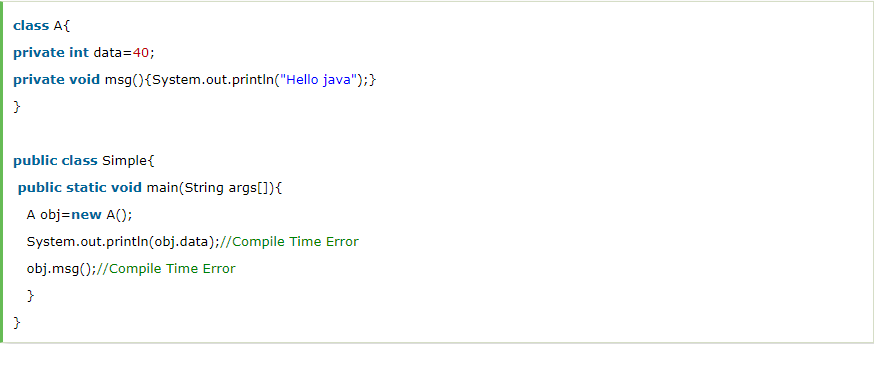 class A{
private int data=40;
private void msg(){System.out.println("Hello java");}
}
public class Simple{
public static void main(String args[]){
A obj=new A();
System.out.println(obj.data);//Compile Time Error
obj.msg();//Compile Time Error
}
}